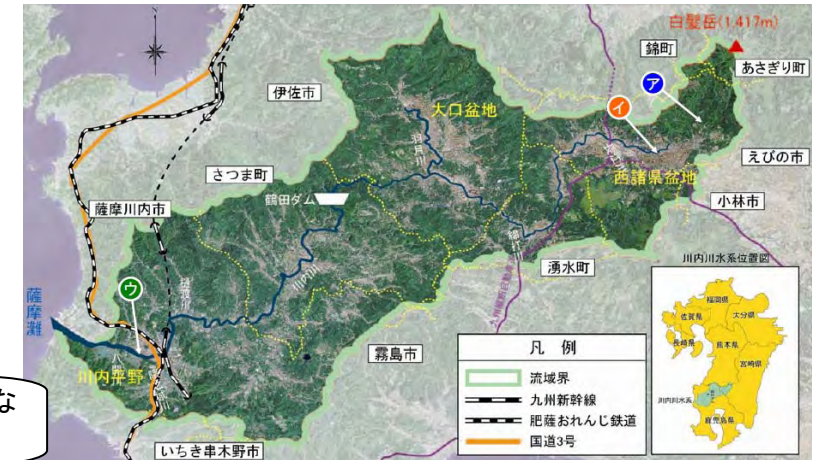 白髪岳(1,417m)
錦町
あさぎり町
ア
イ
伊佐市
大口盆地
えびの市
さつま町
西諸県盆地
小林市
鶴田ダム
薩摩川内市
湧水町
川内川水系位置図
ウ
薩摩灘
霧島市
川内平野
いちき串木野市
な
凡 例
流域界
九州新幹線
肥薩おれんじ鉄道
国道3号
福岡県
佐賀県
大分県
長崎県
熊本県
宮崎県
川内川水系
鹿児島県